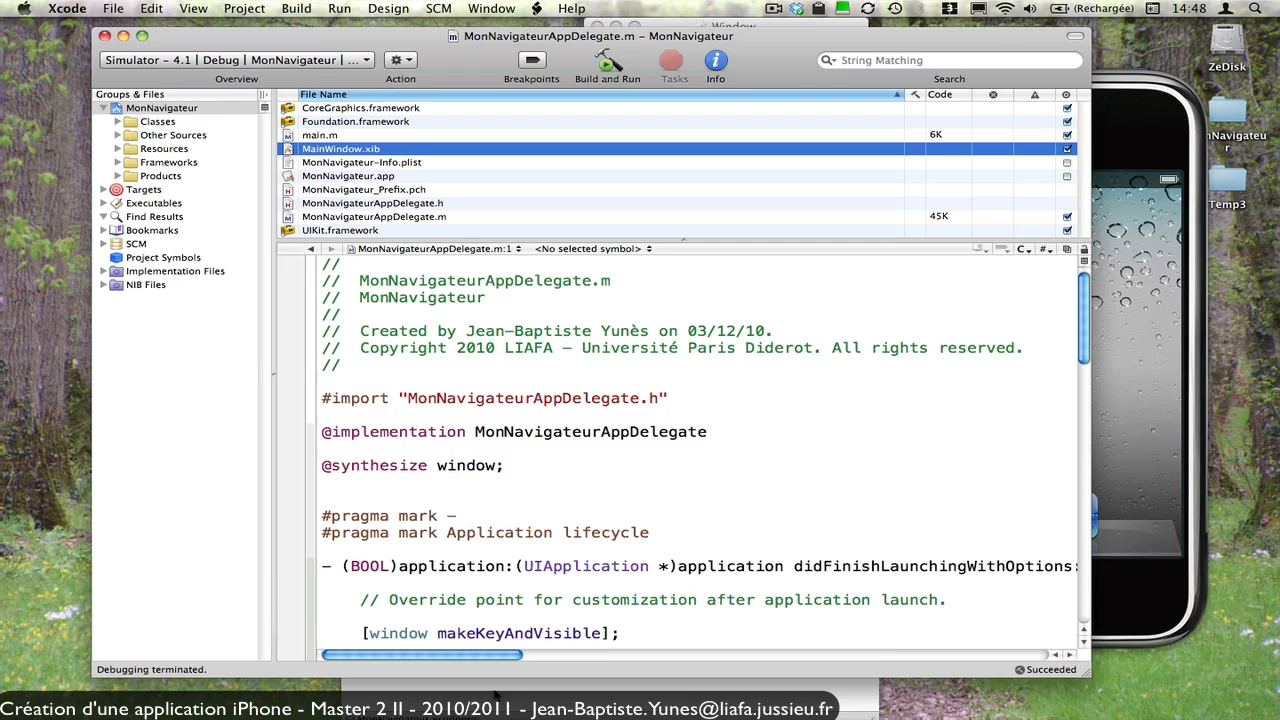 Xcode File Edit View Project Build Run Design SCM Window Help (Rechargée) 14:48
Window
MonNavigateurAppDelegate.m – MonNavigateur
Simulator - 4.1 | Debug | MonNavigateur | ...
String Matching
Overview Action Breakpoints Build and Run Tasks Info Search
ZeDisk
Groups & Files
File Name Code
MonNavigateur
Classes
Other Sources
Resources
Frameworks
Products
Targets
Executables
Find Results
Bookmarks
SCM
Project Symbols
Implementation Files
NIB Files
CoreGraphics.framework
Foundation.framework
main.m 6K
MainWindow.xib
MonNavigateur-Info.plist
MonNavigateur.app
MonNavigateur_Prefix.pch
MonNavigateurAppDelegate.h
MonNavigateurAppDelegate.m 45K
UIKit.framework
nNavigateu
r
Temp3
MonNavigateurAppDelegate.m:1 <No selected symbol> C #
//
// MonNavigateurAppDelegate.m
// MonNavigateur
//
// Created by Jean-Baptiste Yunès on 03/12/10.
// Copyright 2010 LIAFA - Université Paris Diderot. All rights reserved.
//
#import "MonNavigateurAppDelegate.h"
@implementation MonNavigateurAppDelegate
@synthesize window;
#pragma mark -
#pragma mark Application lifecycle
- (BOOL)application:(UIApplication *)application didFinishLaunchingWithOptions:
// Override point for customization after application launch.
[window makeKeyAndVisible];
Debugging terminated. Succeeded
Création d'une application iPhone - Master 2 II - 2010/2011 - Jean-Baptiste.Yunes@liafa.jussieu.fr